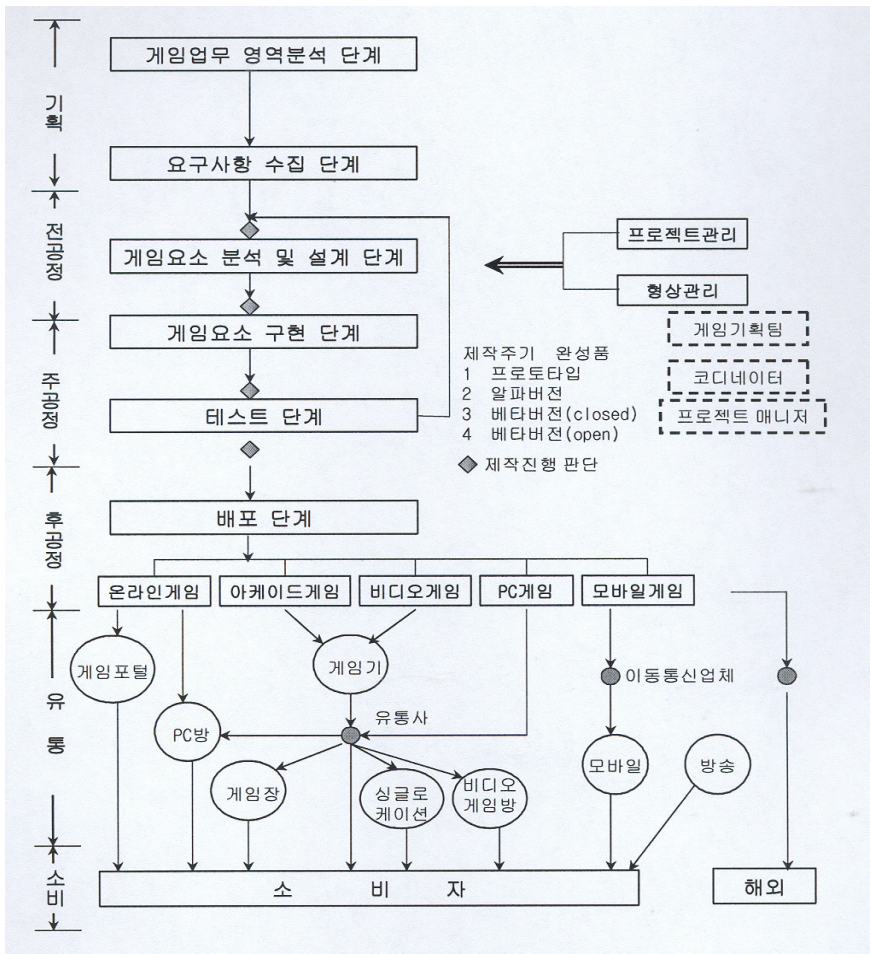 기획
전공정
주공정
후공정
유통
소비
게임업무 영역분석 단계
요구사항 수집 단계
게임요소 분석 및 설계 단계
게임요소 구현 단계
테스트 단계
배포 단계
프로젝트관리
형상관리
게임기획팅
코디네이터
프로젝트 매니저
제작주기 완성품
1 프로토타입
2 알파버전
3 베타버전(closed)
4 베타버전(open)
제작진행 판단
온라인게임
아케이드게임
비디오게임
PC게임
모바일게임
게임포털
게임기
이동통신업체
유통사
PC방
게임장
싱글로
케이션
비디오
게임방
모바일
방송
소 비 자
해외